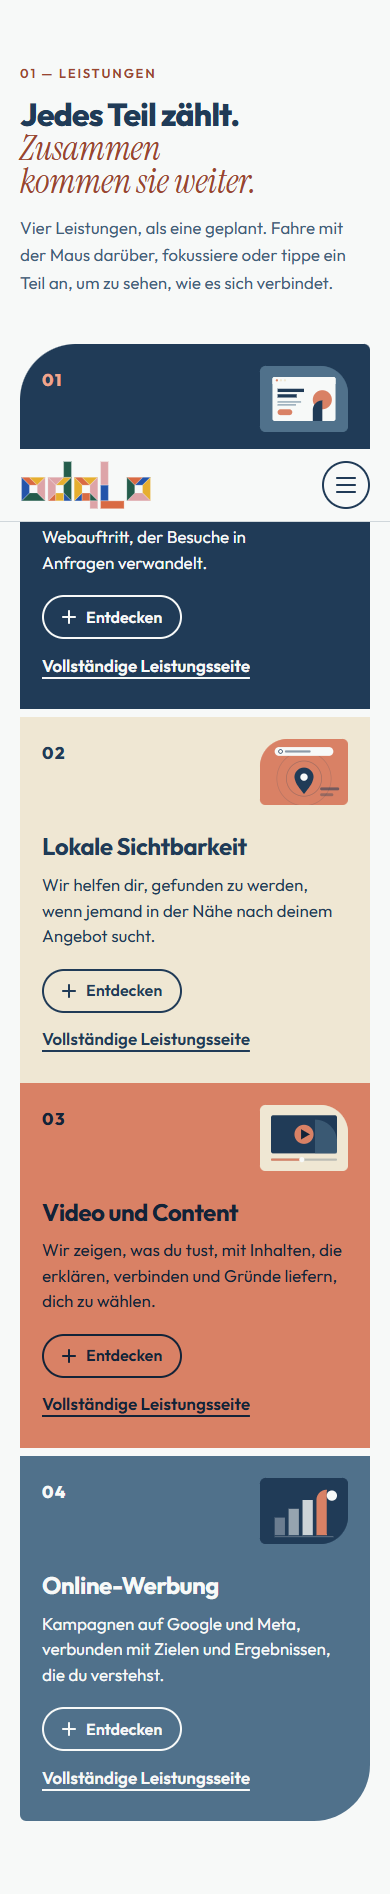 01 — LEISTUNGEN
Jedes Teil zählt.
Zusammen
kommen sie weiter.
Vier Leistungen, als eine geplant. Fahre mit
der Maus darüber, fokussiere oder tippe ein
Teil an, um zu sehen, wie es sich verbindet.
01
adala
Webauftritt, der Besuche in
Anfragen verwandelt.
Entdecken
Vollständige Leistungsseite
02
Lokale Sichtbarkeit
Wir helfen dir, gefunden zu werden,
wenn jemand in der Nähe nach deinem
Angebot sucht.
Entdecken
Vollständige Leistungsseite
03
Video und Content
Wir zeigen, was du tust, mit Inhalten, die
erklären, verbinden und Gründe liefern,
dich zu wählen.
Entdecken
Vollständige Leistungsseite
04
Online-Werbung
Kampagnen auf Google und Meta,
verbunden mit Zielen und Ergebnissen,
die du verstehst.
Entdecken
Vollständige Leistungsseite